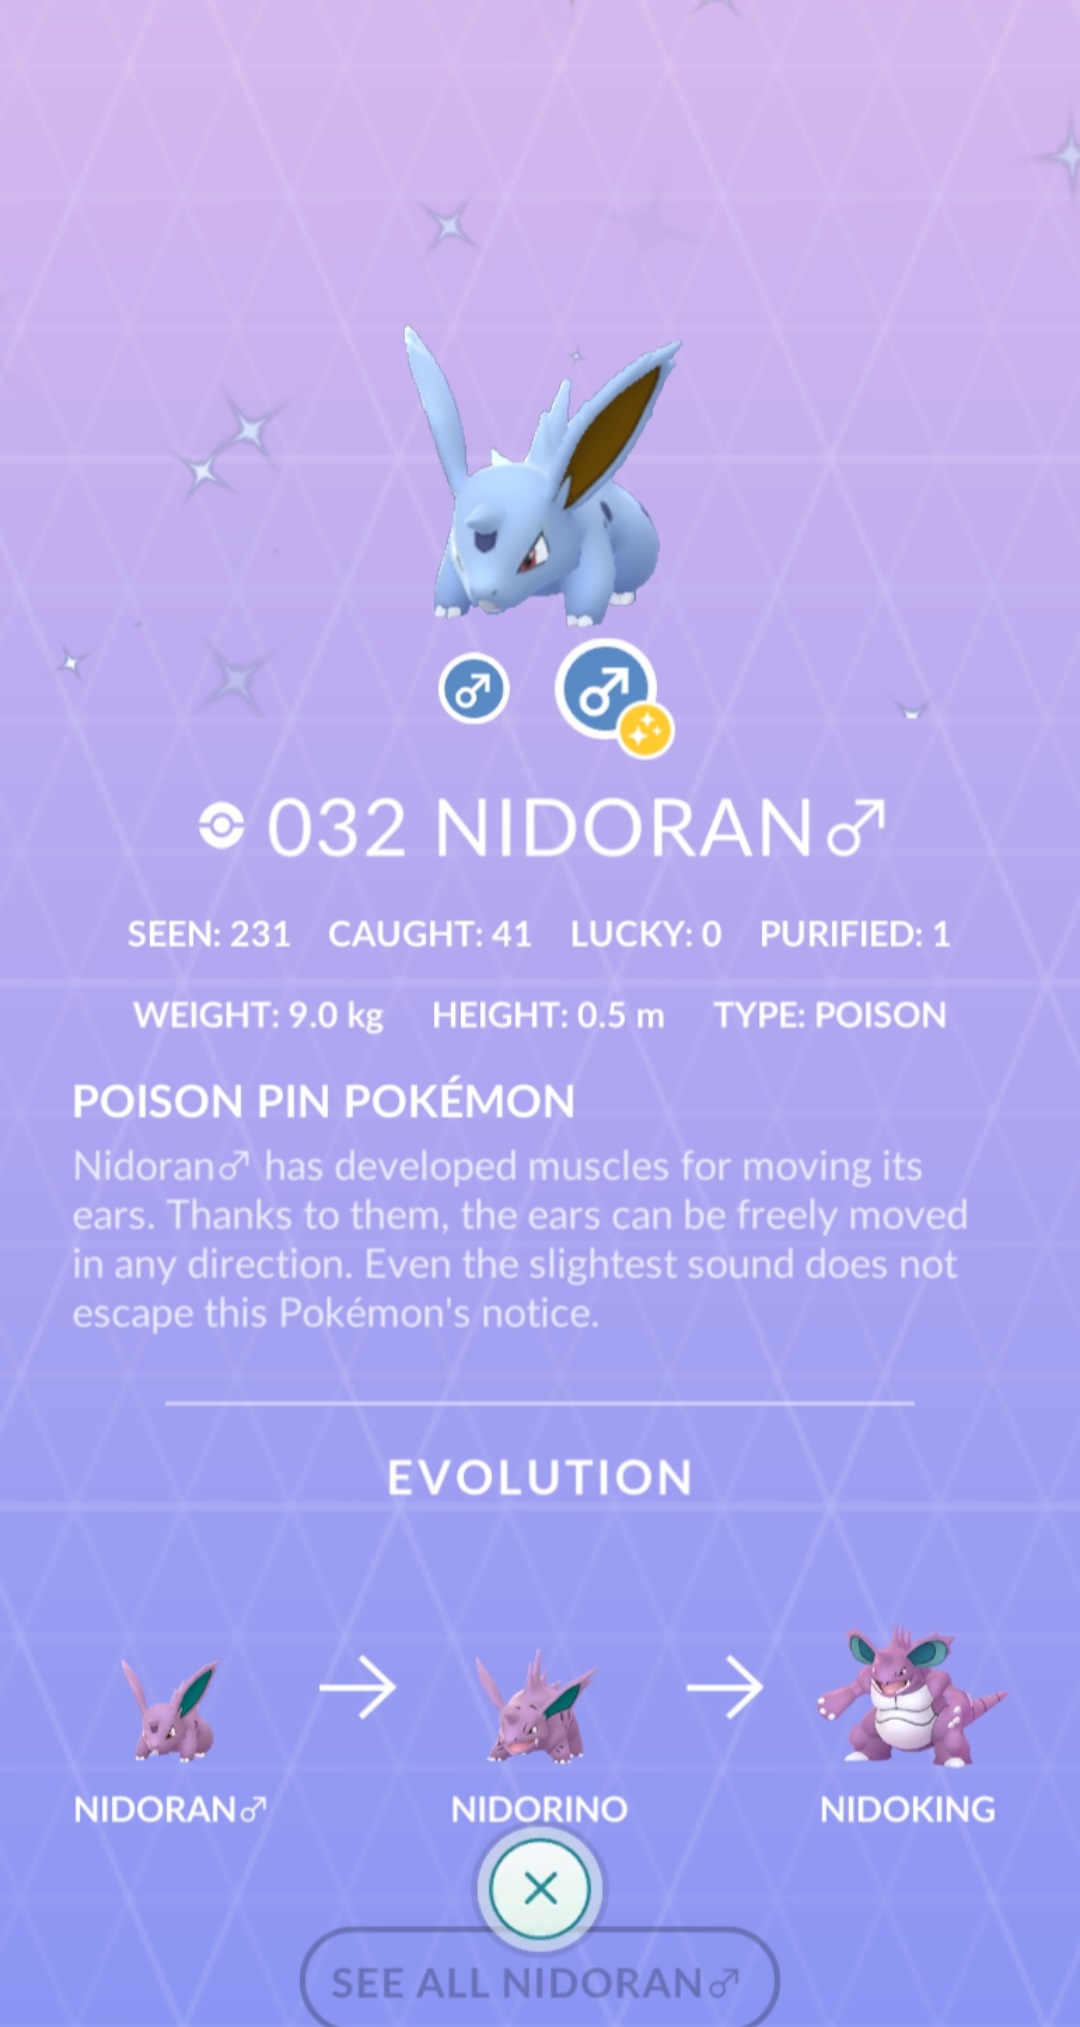 032 NIDORAN♂
SEEN: 231 CAUGHT: 41 LUCKY: 0 PURIFIED: 1
WEIGHT: 9.0 kg HEIGHT: 0.5 m TYPE: POISON
POISON PIN POKÉMON
Nidoran♂ has developed muscles for moving its
ears. Thanks to them, the ears can be freely moved
in any direction. Even the slightest sound does not
escape this Pokémon's notice.
EVOLUTION
NIDORAN♂ NIDORINO NIDOKING
SEE ALL NIDORAN♂